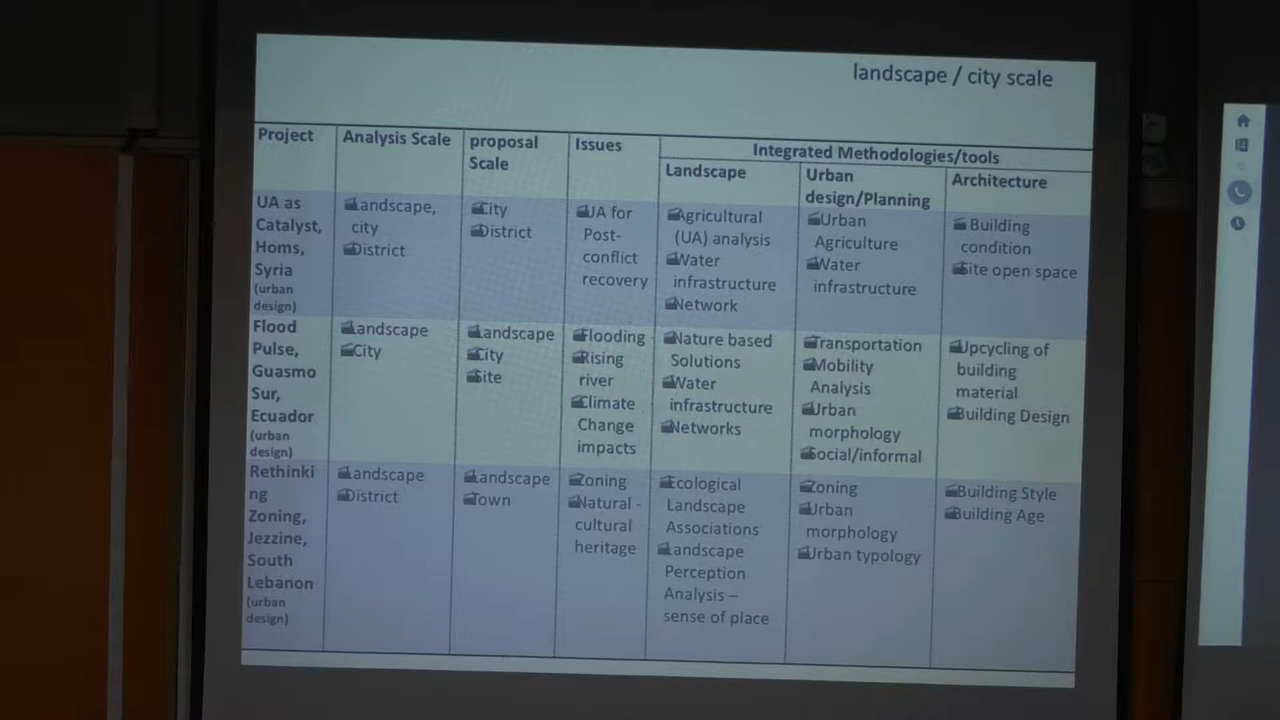 landscape / city scale
Project
Analysis Scale
proposal
Scale
Issues
Integrated Methodologies/tools
Landscape
Urban
design/Planning
Architecture
UA as
Catalyst,
Homs,
Syria
(urban
design)
Landscape,
city
District
City
District
UA for
Post-
conflict
recovery
Agricultural
(UA) analysis
Water
infrastructure
Network
Urban
Agriculture
Water
infrastructure
Building
condition
Site open space
Flood
Pulse,
Guasmo
Sur,
Ecuador
(urban
design)
Landscape
City
Landscape
City
Site
Flooding
Rising
river
Climate
Change
impacts
Nature based
Solutions
Water
infrastructure
Networks
Transportation
Mobility
Analysis
Urban
morphology
Social/informal
Upcycling of
building
material
Building Design
Rethinki
ng
Zoning,
Jezzine,
South
Lebanon
(urban
design)
Landscape
District
Landscape
Town
Zoning
Natural -
cultural
heritage
Ecological
Landscape
Associations
Landscape
Perception
Analysis –
sense of place
Zoning
Urban
morphology
Urban typology
Building Style
Building Age